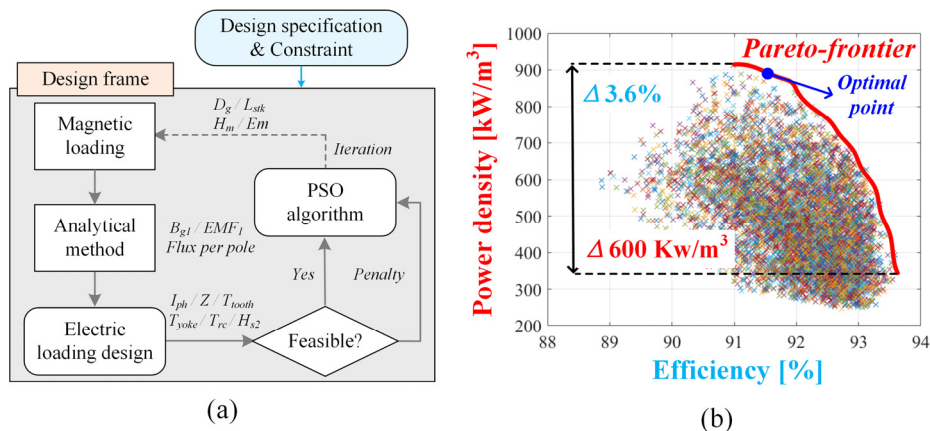 Design specification
& Constraint
Design frame
Magnetic
loading
D_g / L_stk
H_m / Em
Iteration
PSO
algorithm
Analytical
method
B_g1 / EMF_1
Flux per pole
Yes
Penalty
Electric
loading design
I_ph / Z / T_tooth
T_yoke / T_rc / H_s2
Feasible?
(a)
Power density [kW/m³]
1000
900
800
700
600
500
400
300
200
Pareto-frontier
Optimal
point
Δ 3.6%
Δ 600 Kw/m³
88
89
90
91
92
93
94
Efficiency [%]
(b)